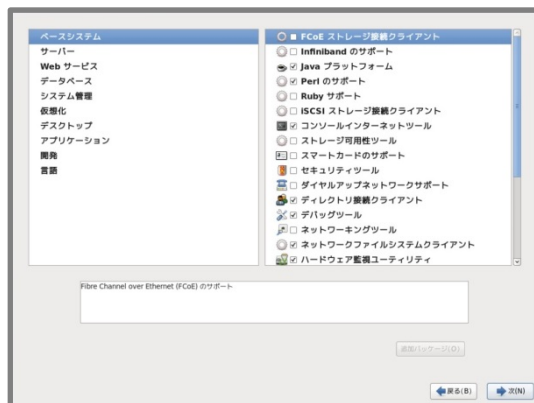 ベースシステム
サーバー
Web サービス
データベース
システム管理
仮想化
デスクトップ
アプリケーション
開発
言語
FCoE ストレージ接続クライアント
Infiniband のサポート
Java プラットフォーム
Perl のサポート
Ruby サポート
iSCSI ストレージ接続クライアント
コンソールインターネットツール
ストレージ可用性ツール
スマートカードのサポート
セキュリティツール
ダイヤルアップネットワークサポート
ディレクトリ接続クライアント
デバッグツール
ネットワーキングツール
ネットワークファイルシステムクライアント
ハードウェア監視ユーティリティ
Fibre Channel over Ethernet (FCoE) のサポート
追加パッケージ(O)
戻る(B)
次(N)